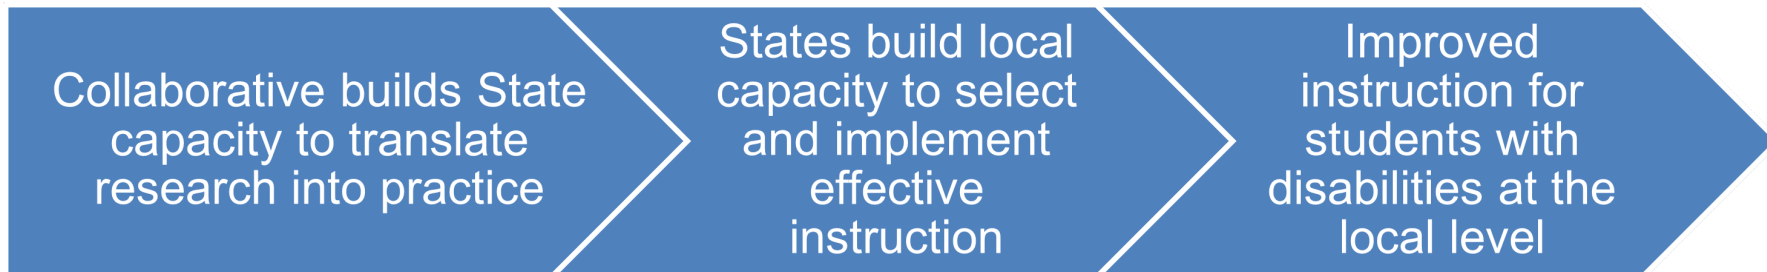 Collaborative builds State
capacity to translate
research into practice
States build local
capacity to select
and implement
effective
instruction
Improved
instruction for
students with
disabilities at the
local level